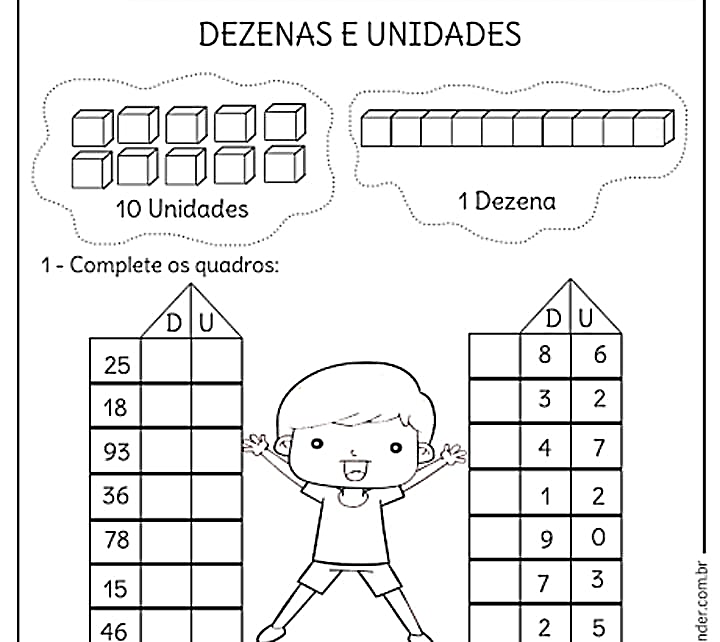 DEZENAS E UNIDADES
10 Unidades
1 Dezena
1 - Complete os quadros:
D U
25
18
93
36
78
15
46
D U
8 6
3 2
4 7
1 2
9 0
7 3
2 5
nder.com.br